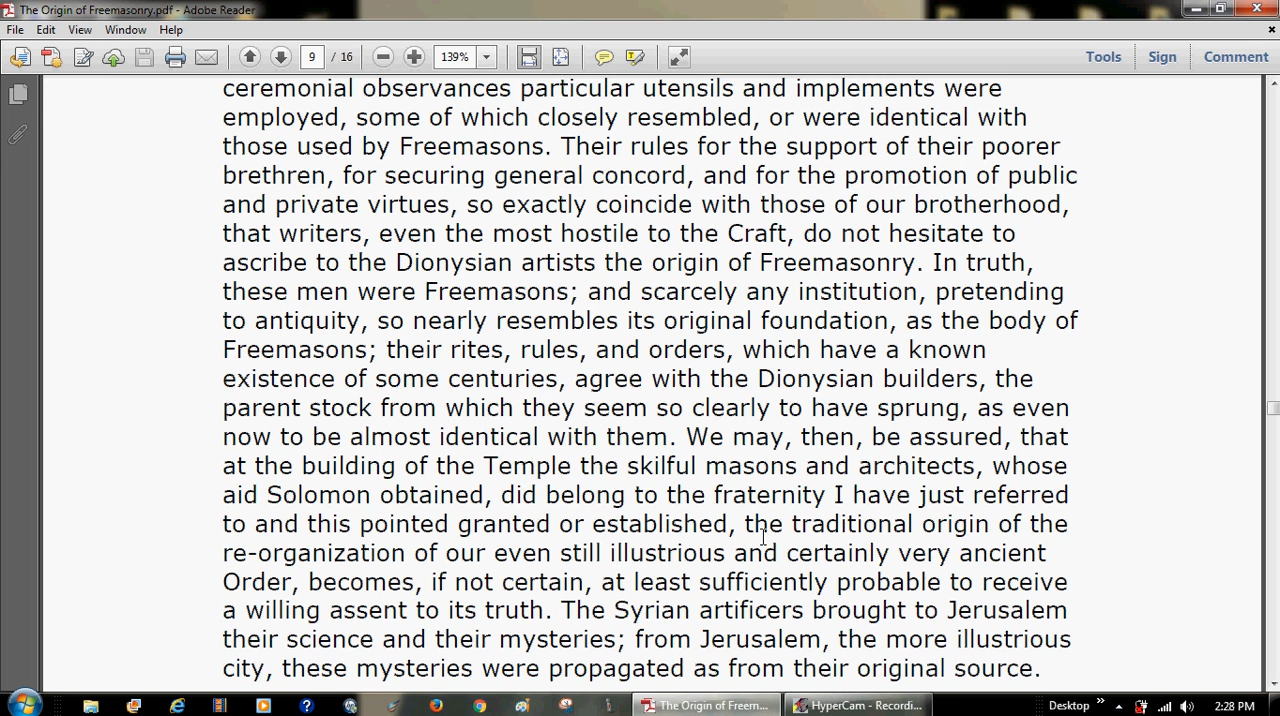 The Origin of Freemasonry.pdf - Adobe Reader
File Edit View Window Help
9 / 16 139% Tools Sign Comment
ceremonial observances particular utensils and implements were
employed, some of which closely resembled, or were identical with
those used by Freemasons. Their rules for the support of their poorer
brethren, for securing general concord, and for the promotion of public
and private virtues, so exactly coincide with those of our brotherhood,
that writers, even the most hostile to the Craft, do not hesitate to
ascribe to the Dionysian artists the origin of Freemasonry. In truth,
these men were Freemasons; and scarcely any institution, pretending
to antiquity, so nearly resembles its original foundation, as the body of
Freemasons; their rites, rules, and orders, which have a known
existence of some centuries, agree with the Dionysian builders, the
parent stock from which they seem so clearly to have sprung, as even
now to be almost identical with them. We may, then, be assured, that
at the building of the Temple the skilful masons and architects, whose
aid Solomon obtained, did belong to the fraternity I have just referred
to and this pointed granted or established, the traditional origin of the
re-organization of our even still illustrious and certainly very ancient
Order, becomes, if not certain, at least sufficiently probable to receive
a willing assent to its truth. The Syrian artificers brought to Jerusalem
their science and their mysteries; from Jerusalem, the more illustrious
city, these mysteries were propagated as from their original source.
The Origin of Freem... HyperCam - Recordi... Desktop 2:28 PM